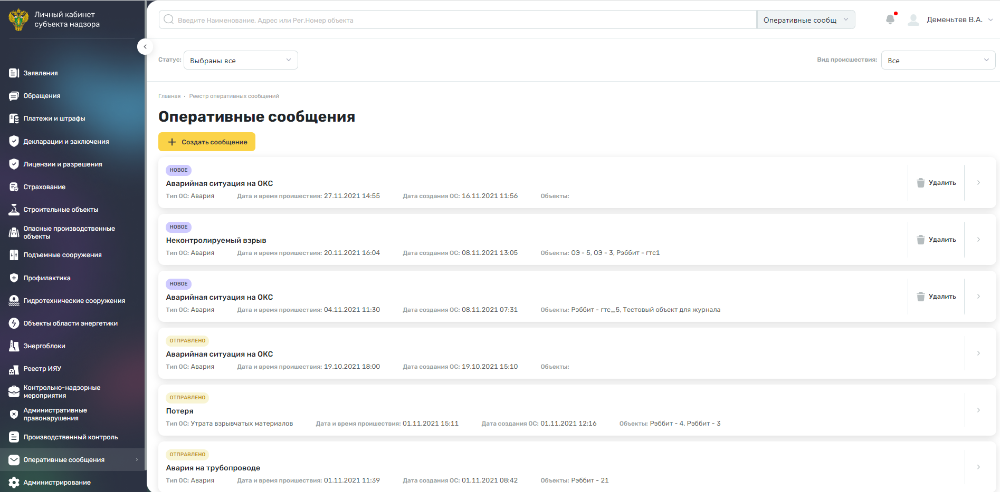 Личный кабинет
субъекта надзора
Заявления
Обращения
Платежи и штрафы
Декларации и заключения
Лицензии и разрешения
Страхование
Строительные объекты
Опасные производственные
объекты
Подъемные сооружения
Профилактика
Гидротехнические сооружения
Объекты области энергетики
Энергоблоки
Реестр ИЯУ
Контрольно-надзорные
мероприятия
Административные
правонарушения
Производственный контроль
Оперативные сообщения
Администрирование
Введите Наименование, Адрес или Рег.Номер объекта
Оперативные сообщ
Деменьтев В.А.
Статус: Выбраны все
Вид происшествия: Все
Главная · Реестр оперативных сообщений
Оперативные сообщения
Создать сообщение
НОВОЕ
Аварийная ситуация на ОКС
Тип ОС: Авария Дата и время проишествия: 27.11.2021 14:55 Дата создания ОС: 16.11.2021 11:56 Объекты:
Удалить
НОВОЕ
Неконтролируемый взрыв
Тип ОС: Авария Дата и время проишествия: 20.11.2021 16:04 Дата создания ОС: 08.11.2021 13:05 Объекты: ОЭ - 5, ОЭ - 3, Рэббит - гтс1
Удалить
НОВОЕ
Аварийная ситуация на ОКС
Тип ОС: Авария Дата и время проишествия: 04.11.2021 11:30 Дата создания ОС: 08.11.2021 07:31 Объекты: Рэббит - гтс_5, Тестовый объект для журнала
Удалить
ОТПРАВЛЕНО
Аварийная ситуация на ОКС
Тип ОС: Авария Дата и время проишествия: 19.10.2021 18:00 Дата создания ОС: 19.10.2021 15:10 Объекты:
ОТПРАВЛЕНО
Потеря
Тип ОС: Утрата взрывчатых материалов Дата и время проишествия: 01.11.2021 15:11 Дата создания ОС: 01.11.2021 12:16 Объекты: Рэббит - 4, Рэббит - 3
ОТПРАВЛЕНО
Авария на трубопроводе
Тип ОС: Авария Дата и время проишествия: 01.11.2021 11:39 Дата создания ОС: 01.11.2021 08:42 Объекты: Рэббит - 21